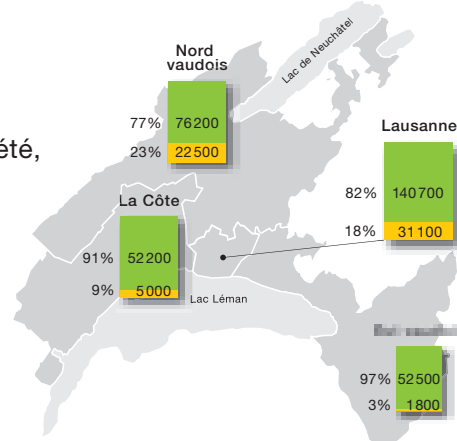 Nord
vaudois
Lac de Neuchâtel
77% 76200
23% 22500
été,
Lausanne
82% 140700
18% 31100
La Côte
91% 52200
9% 5000
Lac Léman
97% 52500
3% 1800